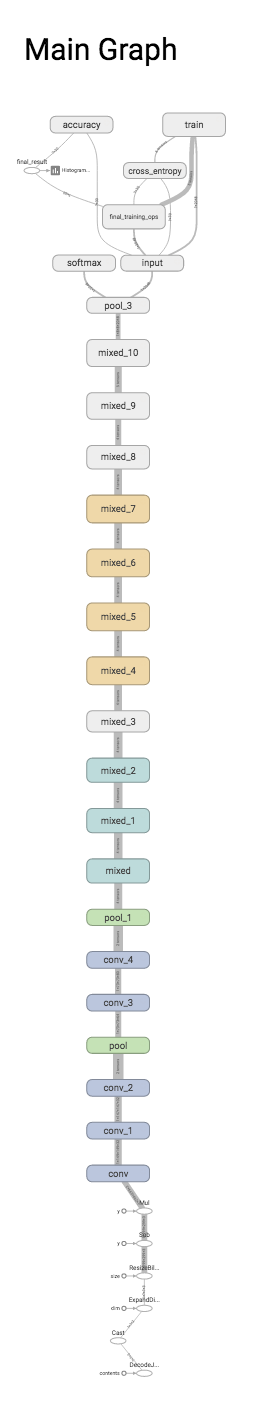 Main Graph
accuracy
train
final_result
Histogram...
cross_entropy
final_training_ops
softmax
input
pool_3
mixed_10
mixed_9
mixed_8
mixed_7
mixed_6
mixed_5
mixed_4
mixed_3
mixed_2
mixed_1
mixed
pool_1
conv_4
conv_3
pool
conv_2
conv_1
conv
Mul
y
Sub
y
ResizeBil...
size
ExpandDi...
dim
Cast
DecodeJ...
contents